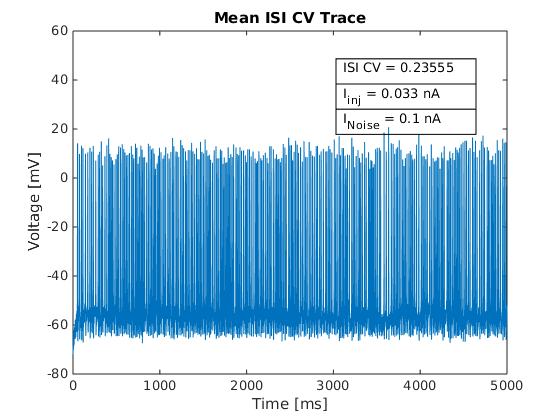 Mean ISI CV Trace
60
ISI CV = 0.23555
I_inj = 0.033 nA
I_Noise = 0.1 nA
40
20
0
-20
-40
-60
-80
Voltage [mV]
0 1000 2000 3000 4000 5000
Time [ms]